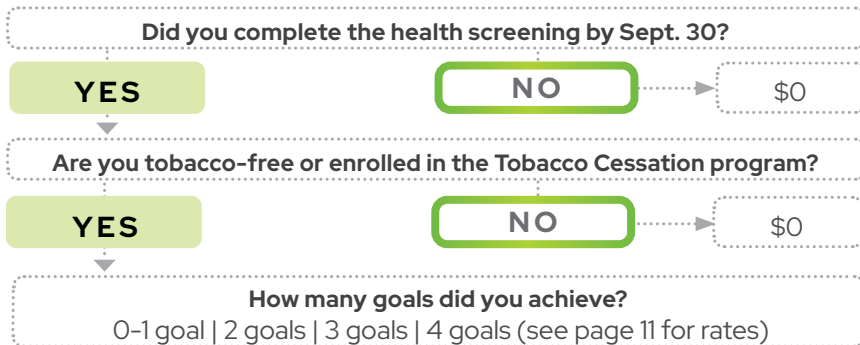 Did you complete the health screening by Sept. 30?
YES NO $0
Are you tobacco-free or enrolled in the Tobacco Cessation program?
YES NO $0
How many goals did you achieve?
0-1 goal | 2 goals | 3 goals | 4 goals (see page 11 for rates)